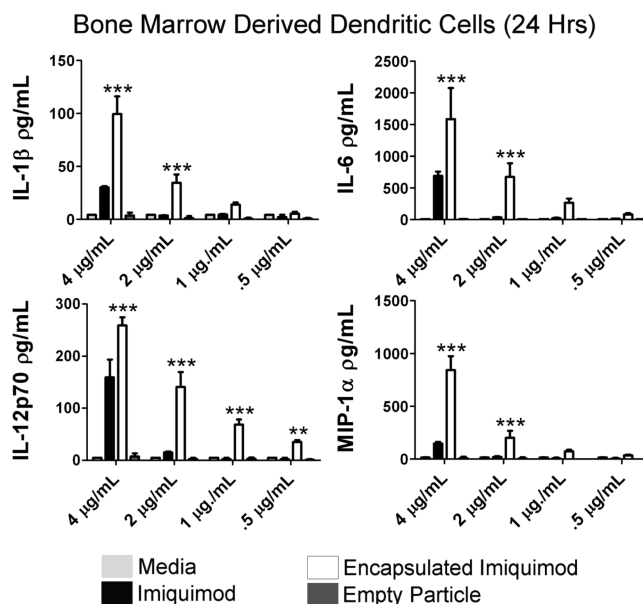 Bone Marrow Derived Dendritic Cells (24 Hrs)
IL-1β ρg/mL
150
100
50
0
***
***
4 µg/mL
2 µg/mL
1 µg./mL
.5 µg/mL
IL-6 ρg/mL
2500
2000
1500
1000
500
0
***
***
4 µg/mL
2 µg/mL
1 µg./mL
.5 µg/mL
IL-12p70 ρg/mL
300
200
100
0
***
***
***
**
4 µg/mL
2 µg/mL
1 µg/mL
.5 µg/mL
MIP-1α ρg/mL
1500
1000
500
0
***
***
4 µg/mL
2 µg/mL
1 µg/mL
.5 µg/mL
Media
Imiquimod
Encapsulated Imiquimod
Empty Particle